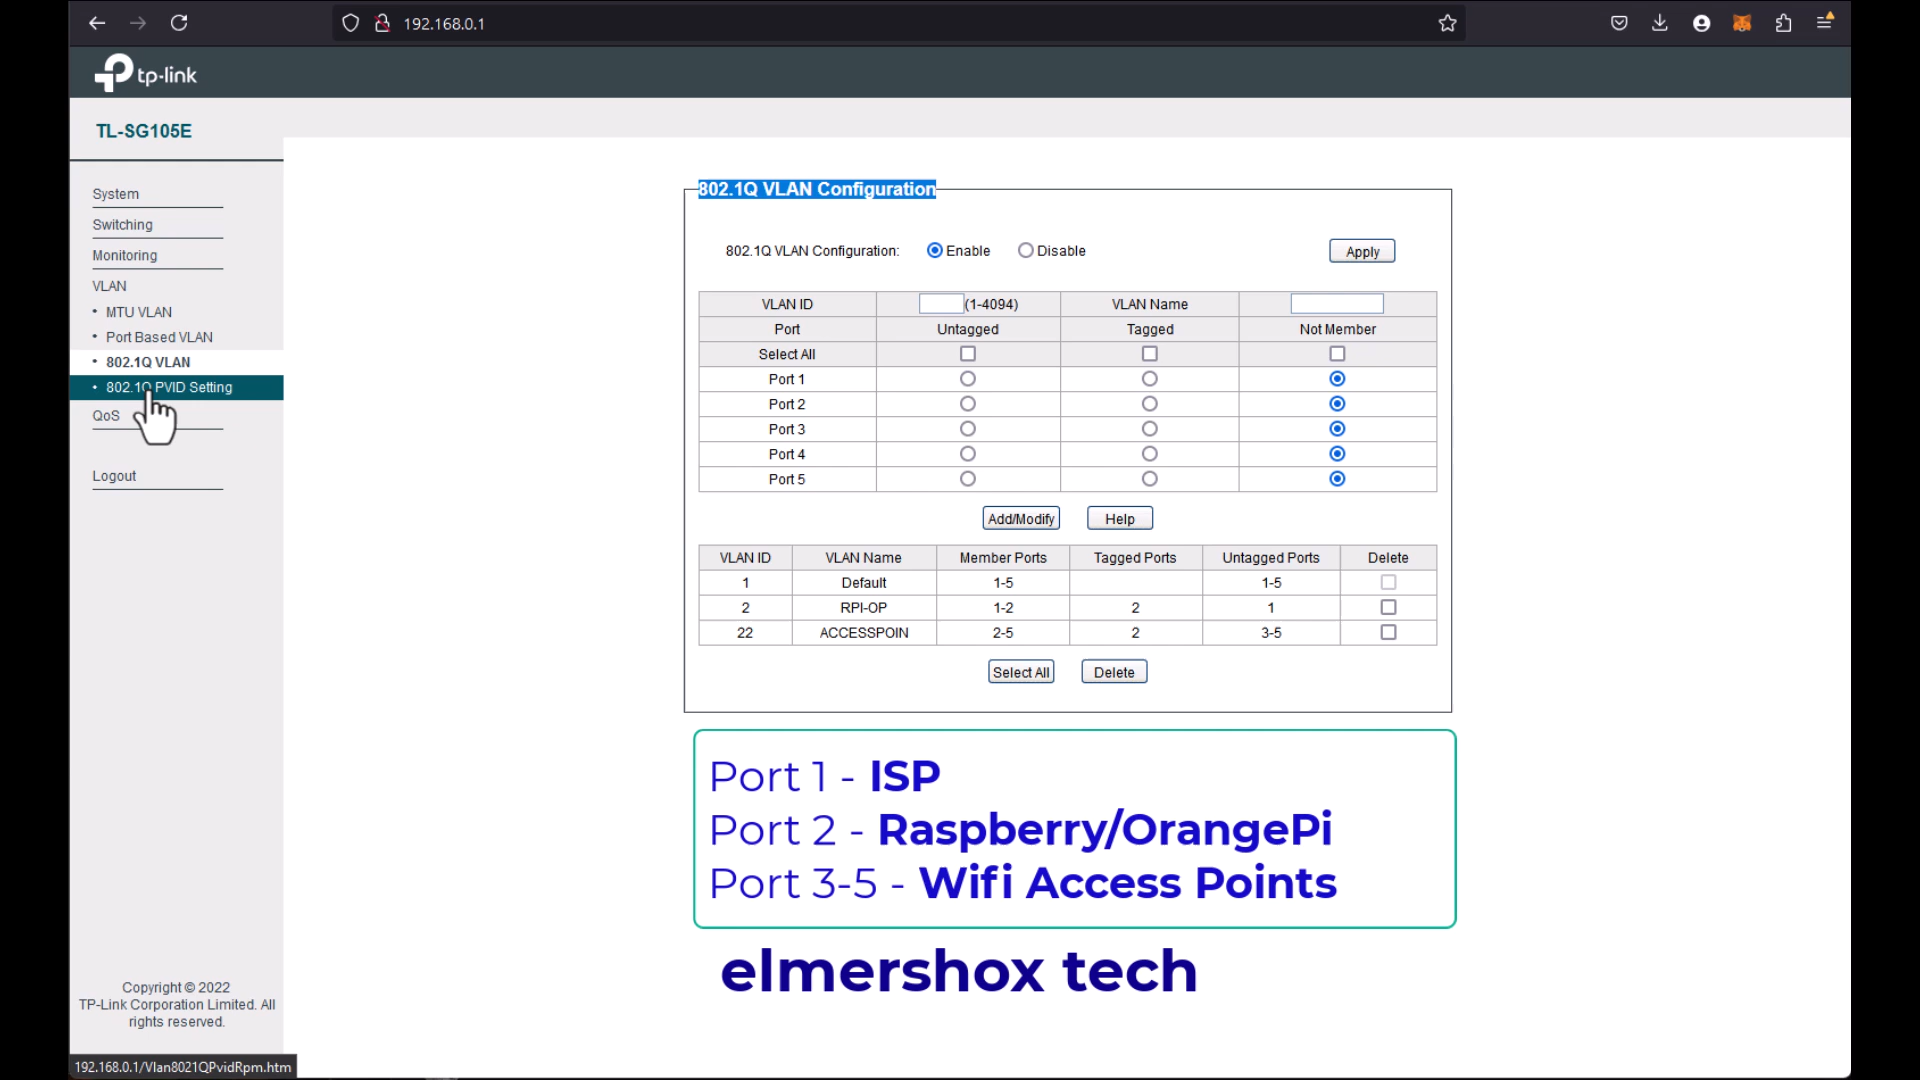 192.168.0.1
tp-link
TL-SG105E
System
Switching
Monitoring
VLAN
• MTU VLAN
• Port Based VLAN
• 802.1Q VLAN
• 802.1Q PVID Setting
QoS
Logout
Copyright © 2022
TP-Link Corporation Limited. All
rights reserved.
192.168.0.1/Vlan8021QPvidRpm.htm
802.1Q VLAN Configuration
802.1Q VLAN Configuration: Enable Disable Apply
VLAN ID (1-4094) VLAN Name
Port Untagged Tagged Not Member
Select All
Port 1
Port 2
Port 3
Port 4
Port 5
Add/Modify Help
VLAN ID VLAN Name Member Ports Tagged Ports Untagged Ports Delete
1 Default 1-5 1-5
2 RPI-OP 1-2 2 1
22 ACCESSPOIN 2-5 2 3-5
Select All Delete
Port 1 - ISP
Port 2 - Raspberry/OrangePi
Port 3-5 - Wifi Access Points
elmershox tech